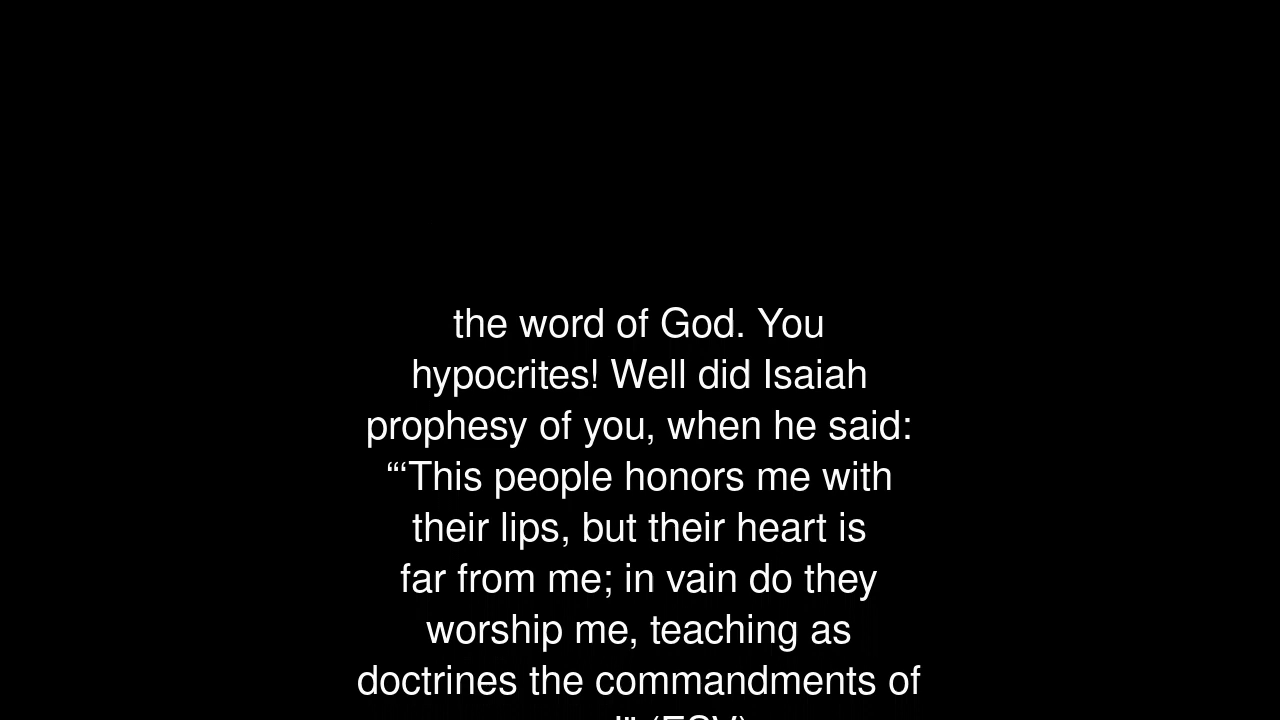 the word of God. You
hypocrites! Well did Isaiah
prophesy of you, when he said:
“‘This people honors me with
their lips, but their heart is
far from me; in vain do they
worship me, teaching as
doctrines the commandments of
(ESV)